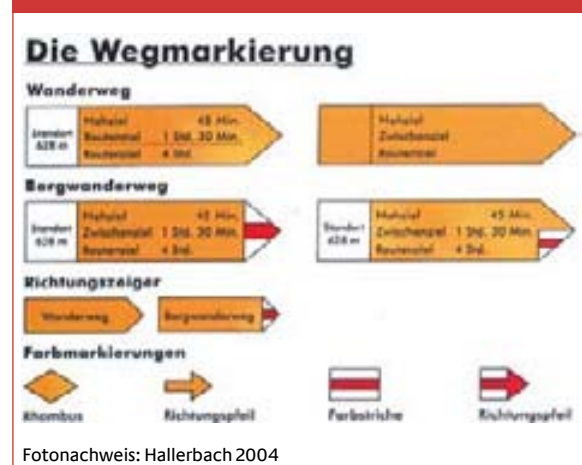 Die Wegmarkierung
Wanderweg
Standort 628 m
Nahziel 45 Min.
Routenziel 1 Std. 30 Min.
Routenziel 4 Std.
Nahziel
Zwischenziel
Routenziel
Bergwanderweg
Standort 628 m
Nahziel 45 Min.
Zwischenziel 1 Std. 30 Min.
Routenziel 4 Std.
Standort 628 m
Nahziel 45 Min.
Zwischenziel 1 Std. 30 Min.
Routenziel 4 Std.
Richtungszeiger
Wanderweg
Bergwanderweg
Farbmarkierungen
Rhombus
Richtungspfeil
Farbstriche
Richtungspfeil
Fotonachweis: Hallerbach 2004